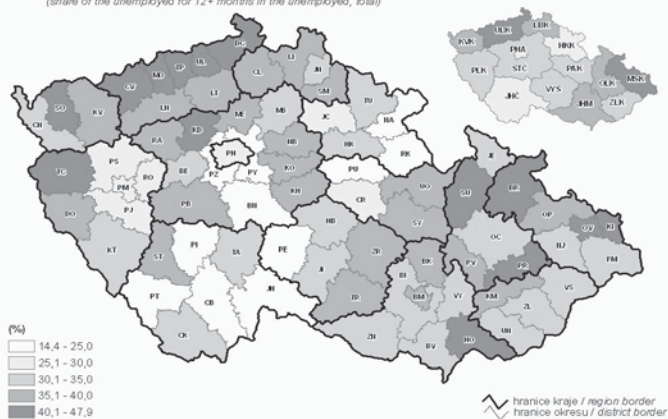 (share of the unemployed for 12+ months in the unemployed, total)
ULK
LBK
KVK
HKK
PHA
PLK
STČ
PAK
OLK
MSK
JHČ
VYS
JHM
ZLK
DC
LI
UL
TP
MO
CL
JN
CV
SM
LT
LN
TU
SO
KV
ME
MB
JC
NA
CH
RA
KD
NB
HK
RK
JE
PH
TC
PS
RO
BE
PZ
PY
KO
PU
SU
BR
PM
UO
DO
PJ
PB
BN
KH
CR
OP
SY
KI
OV
KT
HB
OC
NJ
ST
PI
TA
PE
ZR
FM
JI
BK
PV
PR
BI
PT
CB
JH
TR
BM
VY
KM
VS
ZL
CK
ZN
BV
HO
UH
(%)
14,4 - 25,0
25,1 - 30,0
30,1 - 35,0
35,1 - 40,0
40,1 - 47,9
hranice kraje / region border
hranice okresu / district border